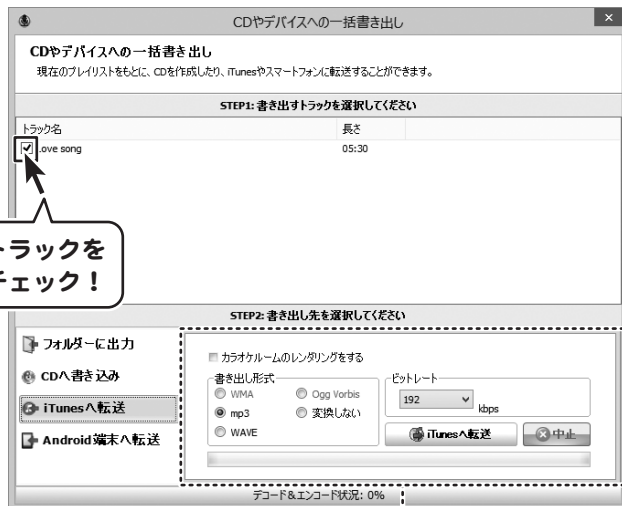 CDやデバイスへの一括書き出し
CDやデバイスへの一括書き出し
現在のプレイリストをもとに、CDを作成したり、iTunesやスマートフォンに転送することができます。
STEP1: 書き出すトラックを選択してください
トラック名 長さ
ove song 05:30
トラックを
チェック!
STEP2: 書き出し先を選択してください
フォルダーに出力
CDへ書き込み
iTunesへ転送
Android端末へ転送
カラオケルームのレンダリングをする
書き出し形式
WMA Ogg Vorbis
mp3 変換しない
WAVE
ビットレート
192 kbps
iTunesへ転送 中止
デコード&エンコード状況: 0%